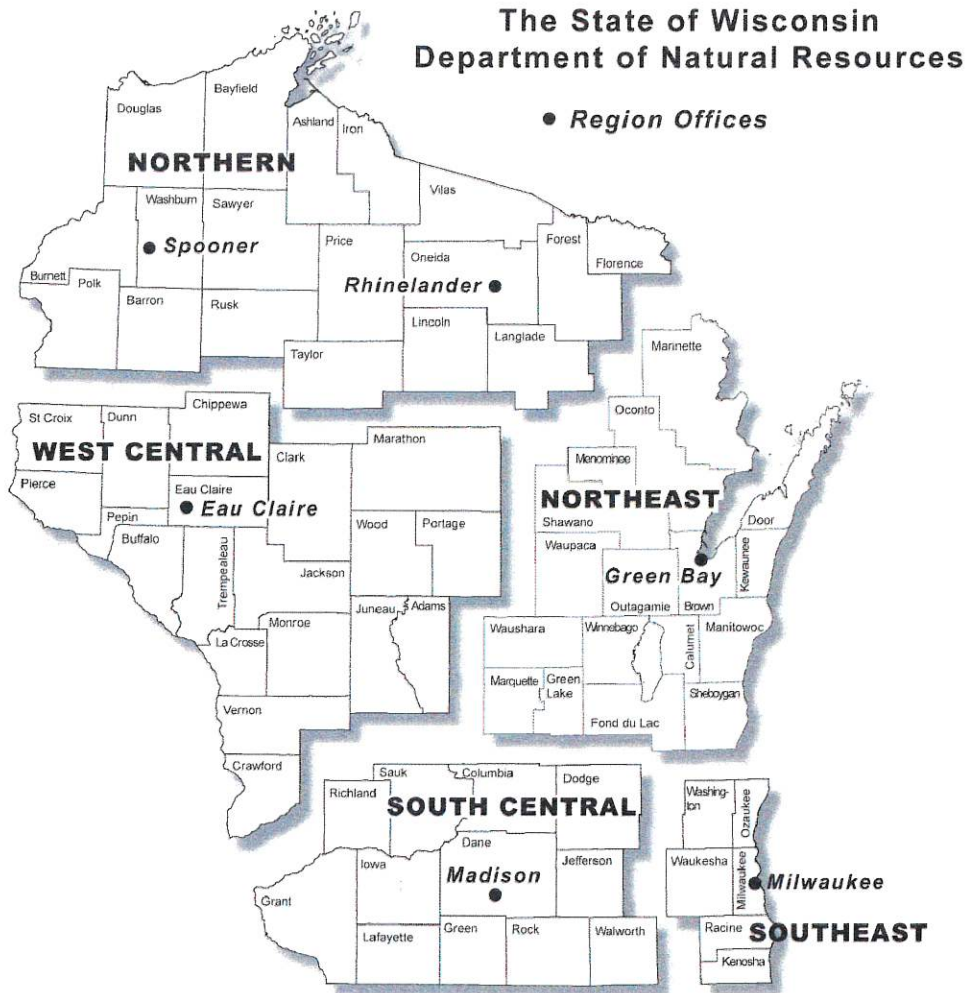 The State of Wisconsin
Department of Natural Resources
Region Offices
Douglas
Bayfield
Ashland
Iron
NORTHERN
Vilas
Washburn
Sawyer
Spooner
Price
Forest
Oneida
Florence
Burnett
Polk
Rhinelander
Barron
Rusk
Lincoln
Langlade
Taylor
Marinette
Chippewa
St Croix
Dunn
Oconto
WEST CENTRAL
Marathon
Clark
Menominee
Pierce
Eau Claire
Eau Claire
NORTHEAST
Pepin
Wood
Portage
Shawano
Door
Buffalo
Waupaca
Trempealeau
Jackson
Green Bay
Kewaunee
Juneau
Adams
Outagamie
Brown
Monroe
La Crosse
Waushara
Winnebago
Calumet
Manitowoc
Marquette
Green
Lake
Sheboygan
Vernon
Fond du Lac
Crawford
Sauk
Columbia
Dodge
Richland
SOUTH CENTRAL
Washing-
ton
Ozaukee
Dane
Iowa
Jefferson
Waukesha
Milwaukee
Madison
Milwaukee
Grant
Lafayette
Green
Rock
Walworth
Racine
SOUTHEAST
Kenosha